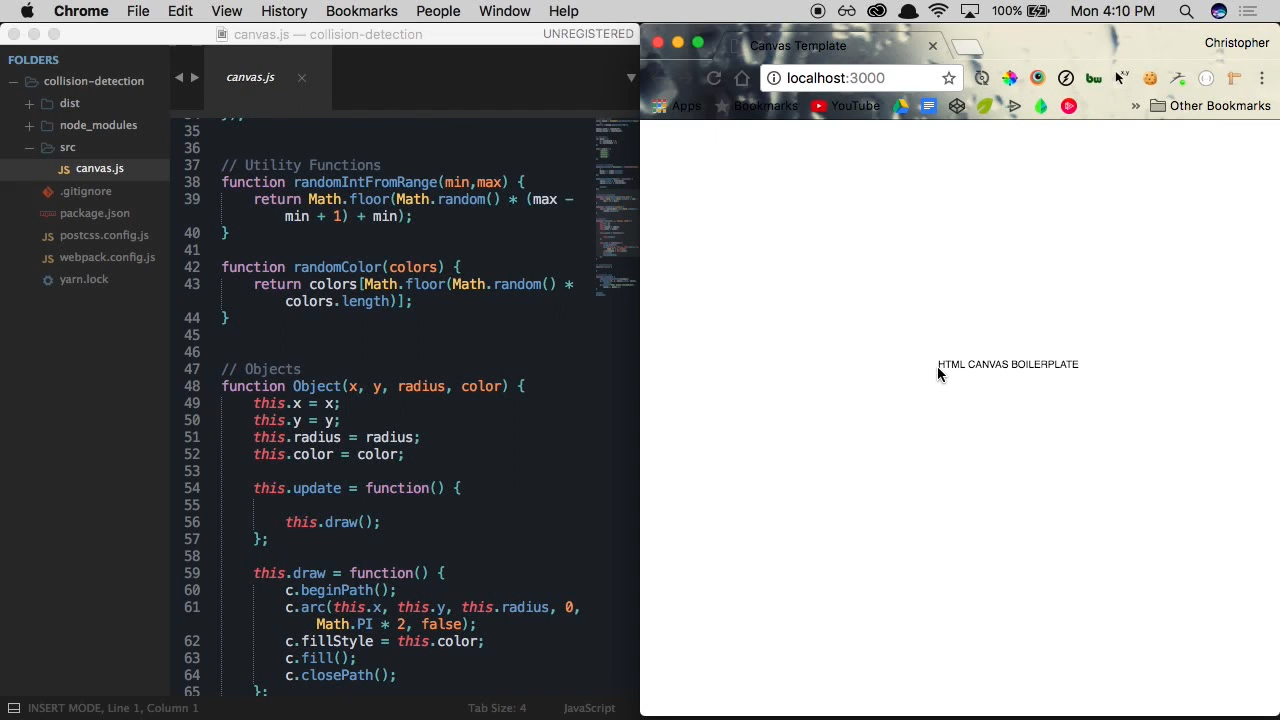 Chrome File Edit View History Bookmarks People Window Help 100% Mon 4:10 PM
canvas.js — collision-detection UNREGISTERED
FOLDERS
collision-detection
dist
node_modules
src
JS canvas.js
.gitignore
package.json
JS postcss.config.js
JS webpack.config.js
yarn.lock
canvas.js
35
36
37 // Utility Functions
38 function randomIntFromRange(min,max) {
39 return Math.floor(Math.random() * (max -
min + 1) + min);
40 }
41
42 function randomColor(colors) {
43 return colors[Math.floor(Math.random() *
colors.length)];
44 }
45
46
47 // Objects
48 function Object(x, y, radius, color) {
49 this.x = x;
50 this.y = y;
51 this.radius = radius;
52 this.color = color;
53
54 this.update = function() {
55
56 this.draw();
57 };
58
59 this.draw = function() {
60 c.beginPath();
61 c.arc(this.x, this.y, this.radius, 0,
Math.PI * 2, false);
62 c.fillStyle = this.color;
63 c.fill();
64 c.closePath();
65 };
INSERT MODE, Line 1, Column 1 Tab Size: 4 JavaScript
Canvas Template Christopher
localhost:3000 bw x,y
Apps Bookmarks YouTube » Other Bookmarks
HTML CANVAS BOILERPLATE